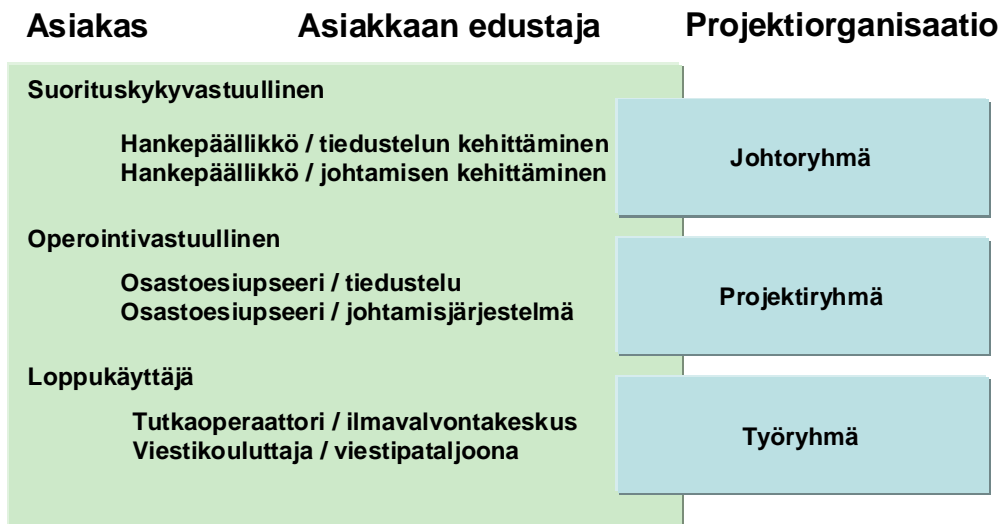 Asiakas Asiakkaan edustaja Projektiorganisaatio
Suorituskykyvastuullinen
Hankepäällikkö / tiedustelun kehittäminen
Hankepäällikkö / johtamisen kehittäminen
Johtoryhmä
Operointivastuullinen
Osastoesiupseeri / tiedustelu
Osastoesiupseeri / johtamisjärjestelmä
Projektiryhmä
Loppukäyttäjä
Tutkaoperaattori / ilmavalvontakeskus
Viestikouluttaja / viestipataljoona
Työryhmä